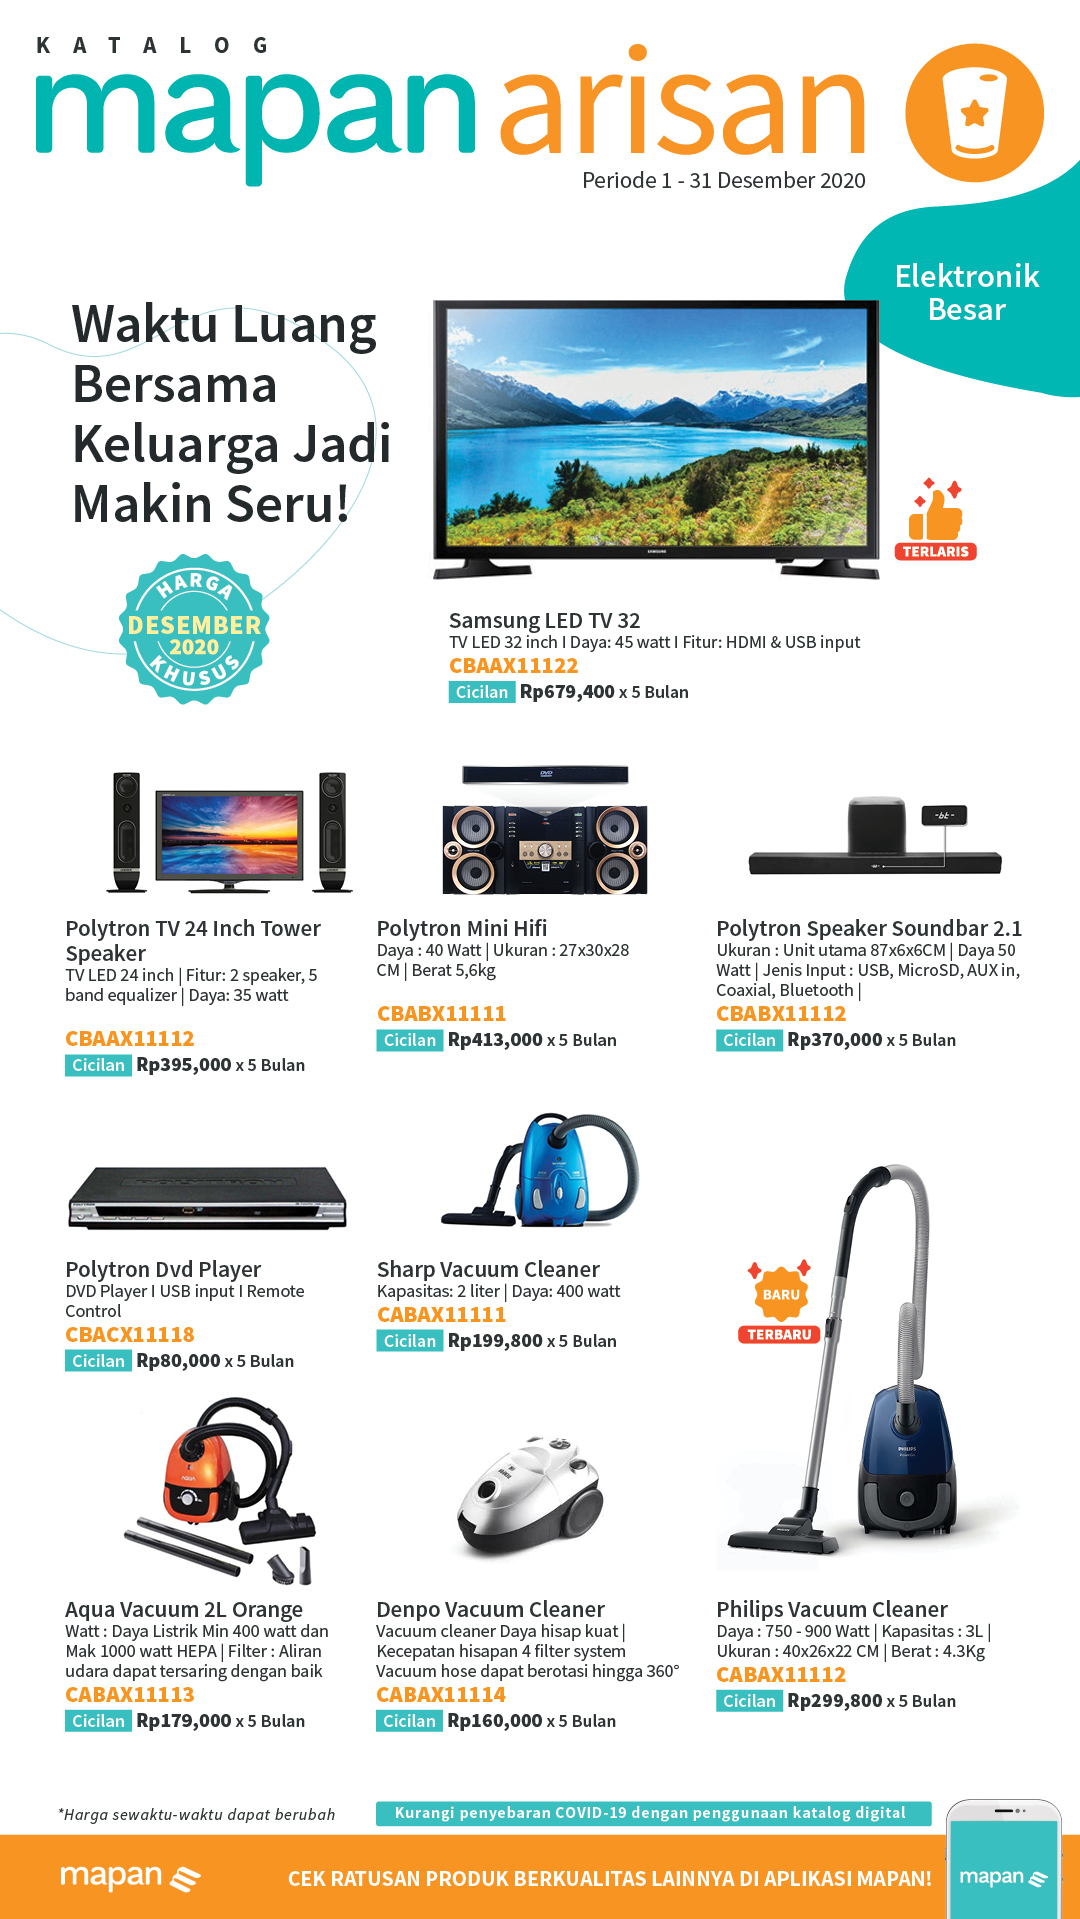 KATALOG
mapan arisan
Periode 1 - 31 Desember 2020
Elektronik
Besar
Waktu Luang
Bersama
Keluarga Jadi
Makin Seru!
HARGA
DESEMBER
2020
KHUSUS
SAMSUNG
TERLARIS
Samsung LED TV 32
TV LED 32 inch I Daya: 45 watt I Fitur: HDMI & USB input
CBAAX11122
Cicilan Rp679,400 x 5 Bulan
DVD
-bt-
Polytron TV 24 Inch Tower
Speaker
TV LED 24 inch | Fitur: 2 speaker, 5
band equalizer | Daya: 35 watt
CBAAX11112
Cicilan Rp395,000 x 5 Bulan
Polytron Mini Hifi
Daya : 40 Watt | Ukuran : 27x30x28
CM | Berat 5,6kg
CBABX11111
Cicilan Rp413,000 x 5 Bulan
Polytron Speaker Soundbar 2.1
Ukuran : Unit utama 87x6x6CM | Daya 50
Watt | Jenis Input : USB, MicroSD, AUX in,
Coaxial, Bluetooth |
CBABX11112
Cicilan Rp370,000 x 5 Bulan
POLYTRON
Polytron Dvd Player
DVD Player I USB input I Remote
Control
CBACX11118
Cicilan Rp80,000 x 5 Bulan
Sharp Vacuum Cleaner
Kapasitas: 2 liter | Daya: 400 watt
CABAX11111
Cicilan Rp199,800 x 5 Bulan
BARU
TERBARU
PHILIPS
AQUA
Aqua Vacuum 2L Orange
Watt : Daya Listrik Min 400 watt dan
Mak 1000 watt HEPA | Filter : Aliran
udara dapat tersaring dengan baik
CABAX11113
Cicilan Rp179,000 x 5 Bulan
Denpo Vacuum Cleaner
Vacuum cleaner Daya hisap kuat |
Kecepatan hisapan 4 filter system
Vacuum hose dapat berotasi hingga 360°
CABAX11114
Cicilan Rp160,000 x 5 Bulan
Philips Vacuum Cleaner
Daya : 750 - 900 Watt | Kapasitas : 3L |
Ukuran : 40x26x22 CM | Berat : 4.3Kg
CABAX11112
Cicilan Rp299,800 x 5 Bulan
*Harga sewaktu-waktu dapat berubah
Kurangi penyebaran COVID-19 dengan penggunaan katalog digital
mapan
CEK RATUSAN PRODUK BERKUALITAS LAINNYA DI APLIKASI MAPAN!
mapan